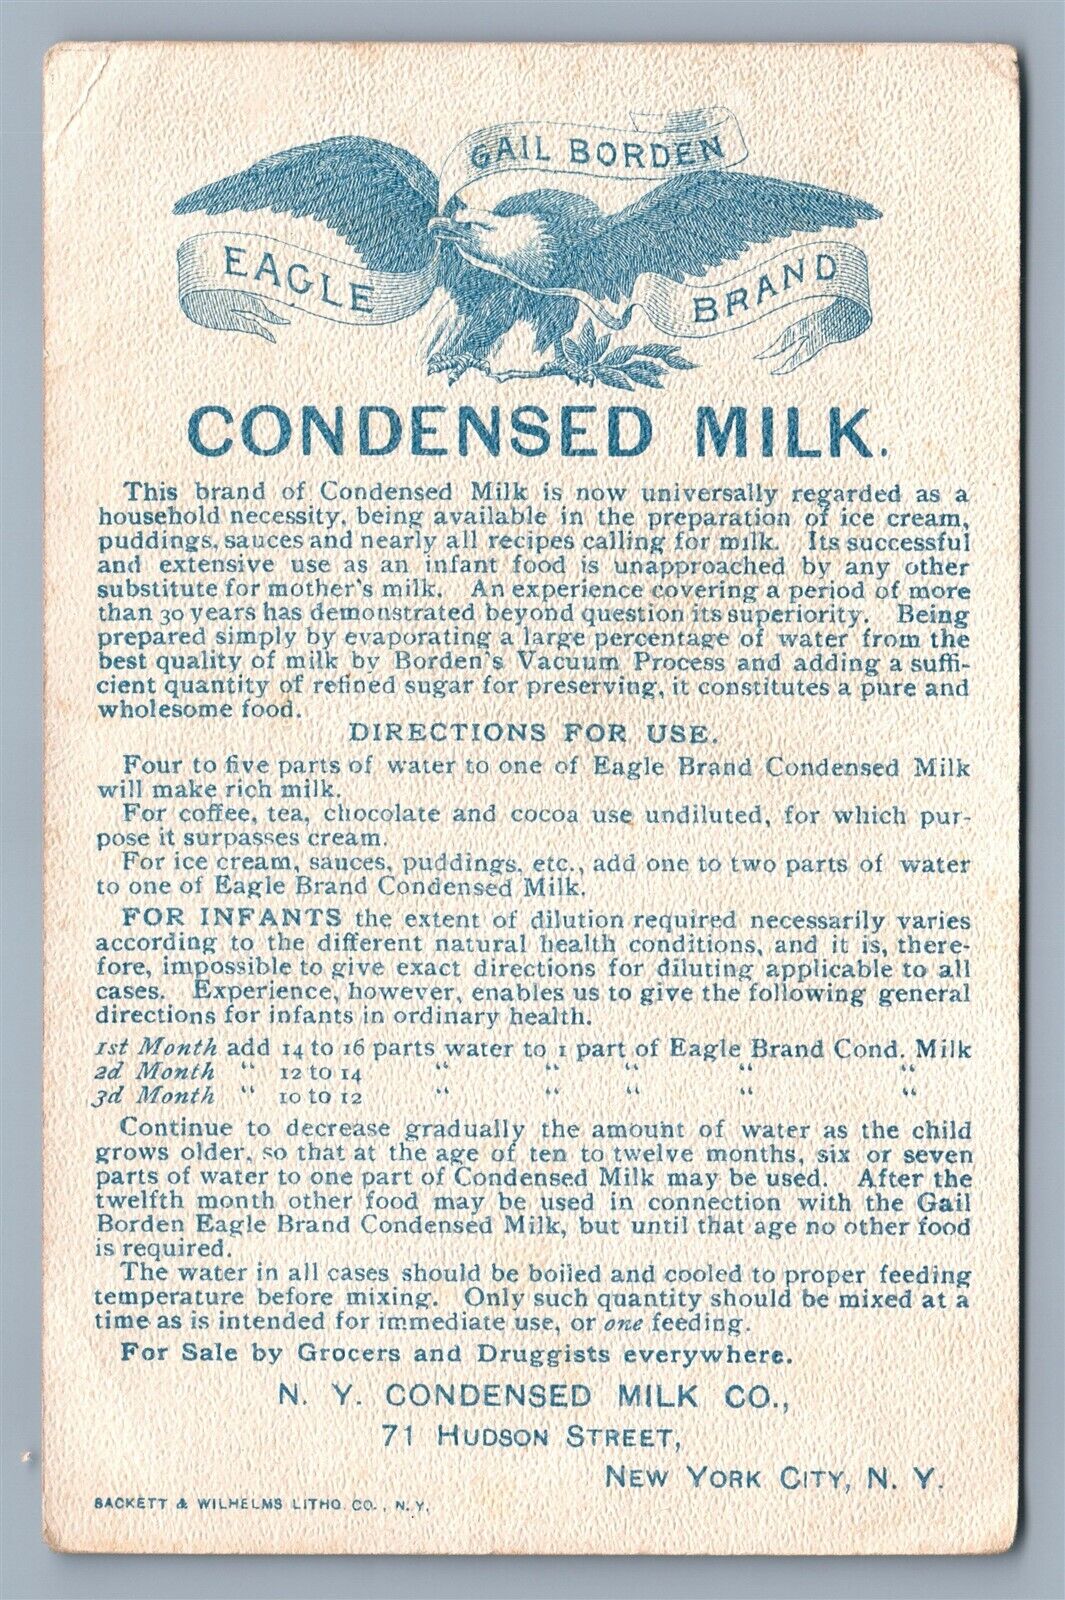 GAIL BORDEN
EAGLE BRAND
CONDENSED MILK.
This brand of Condensed Milk is now universally regarded as a
household necessity, being available in the preparation of ice cream,
puddings, sauces and nearly all recipes calling for milk. Its successful
and extensive use as an infant food is unapproached by any other
substitute for mother's milk. An experience covering a period of more
than 30 years has demonstrated beyond question its superiority. Being
prepared simply by evaporating a large percentage of water from the
best quality of milk by Borden's Vacuum Process and adding a suffi-
cient quantity of refined sugar for preserving, it constitutes a pure and
wholesome food.
DIRECTIONS FOR USE.
Four to five parts of water to one of Eagle Brand Condensed Milk
will make rich milk.
For coffee, tea, chocolate and cocoa use undiluted, for which pur-
pose it surpasses cream.
For ice cream, sauces, puddings, etc., add one to two parts of water
to one of Eagle Brand Condensed Milk.
FOR INFANTS the extent of dilution required necessarily varies
according to the different natural health conditions, and it is, there-
fore, impossible to give exact directions for diluting applicable to all
cases. Experience, however, enables us to give the following general
directions for infants in ordinary health.
1st Month add 14 to 16 parts water to 1 part of Eagle Brand Cond. Milk
2d Month " 12 to 14 " " " " "
3d Month " 10 to 12 " " " " "
Continue to decrease gradually the amount of water as the child
grows older, so that at the age of ten to twelve months, six or seven
parts of water to one part of Condensed Milk may be used. After the
twelfth month other food may be used in connection with the Gail
Borden Eagle Brand Condensed Milk, but until that age no other food
is required.
The water in all cases should be boiled and cooled to proper feeding
temperature before mixing. Only such quantity should be mixed at a
time as is intended for immediate use, or one feeding.
For Sale by Grocers and Druggists everywhere.
N. Y. CONDENSED MILK CO.,
71 HUDSON STREET,
NEW YORK CITY, N. Y.
SACKETT & WILHELMS LITHO. CO., N.Y.